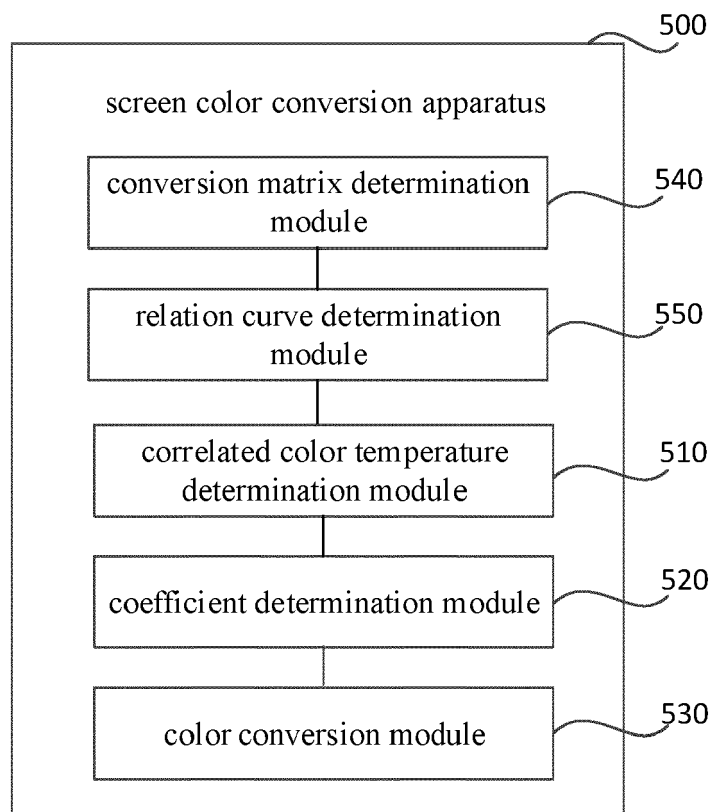 500
screen color conversion apparatus
conversion matrix determination
module
540
relation curve determination
module
550
correlated color temperature
determination module
510
coefficient determination module
520
color conversion module
530